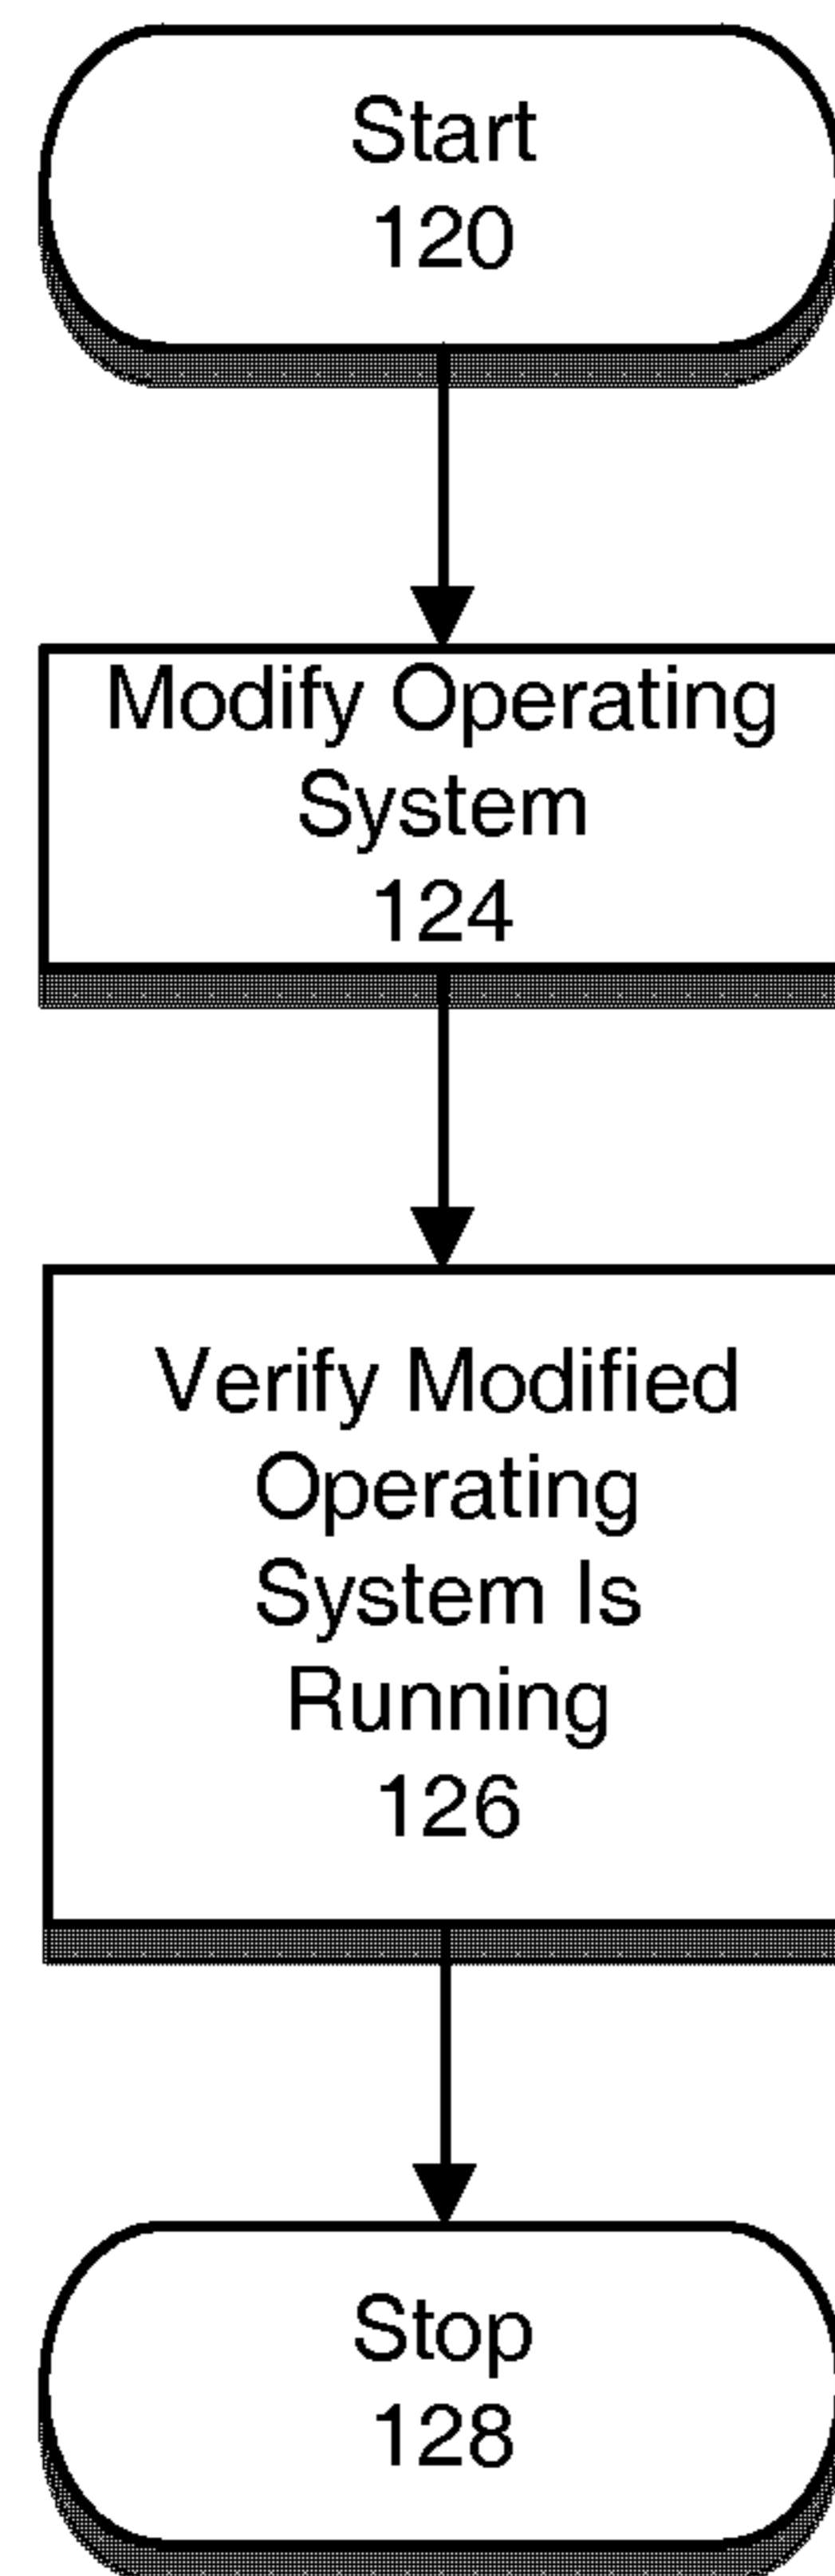 Start
120
Modify Operating
System
124
Verify Modified
Operating
System Is
Running
126
Stop
128